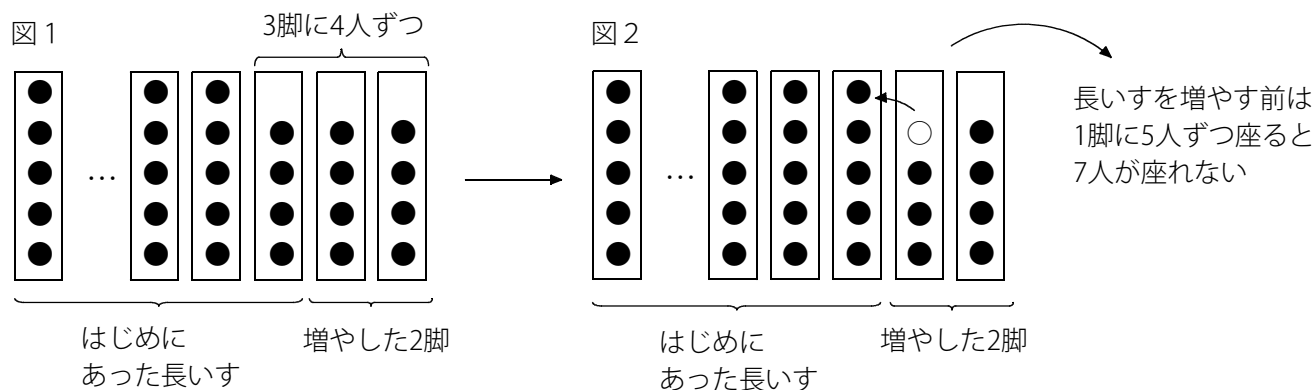 図1
3脚に4人ずつ
…
はじめに
あった長いす
増やした2脚
図2
…
はじめに
あった長いす
増やした2脚
長いすを増やす前は
1脚に5人ずつ座ると
7人が座れない